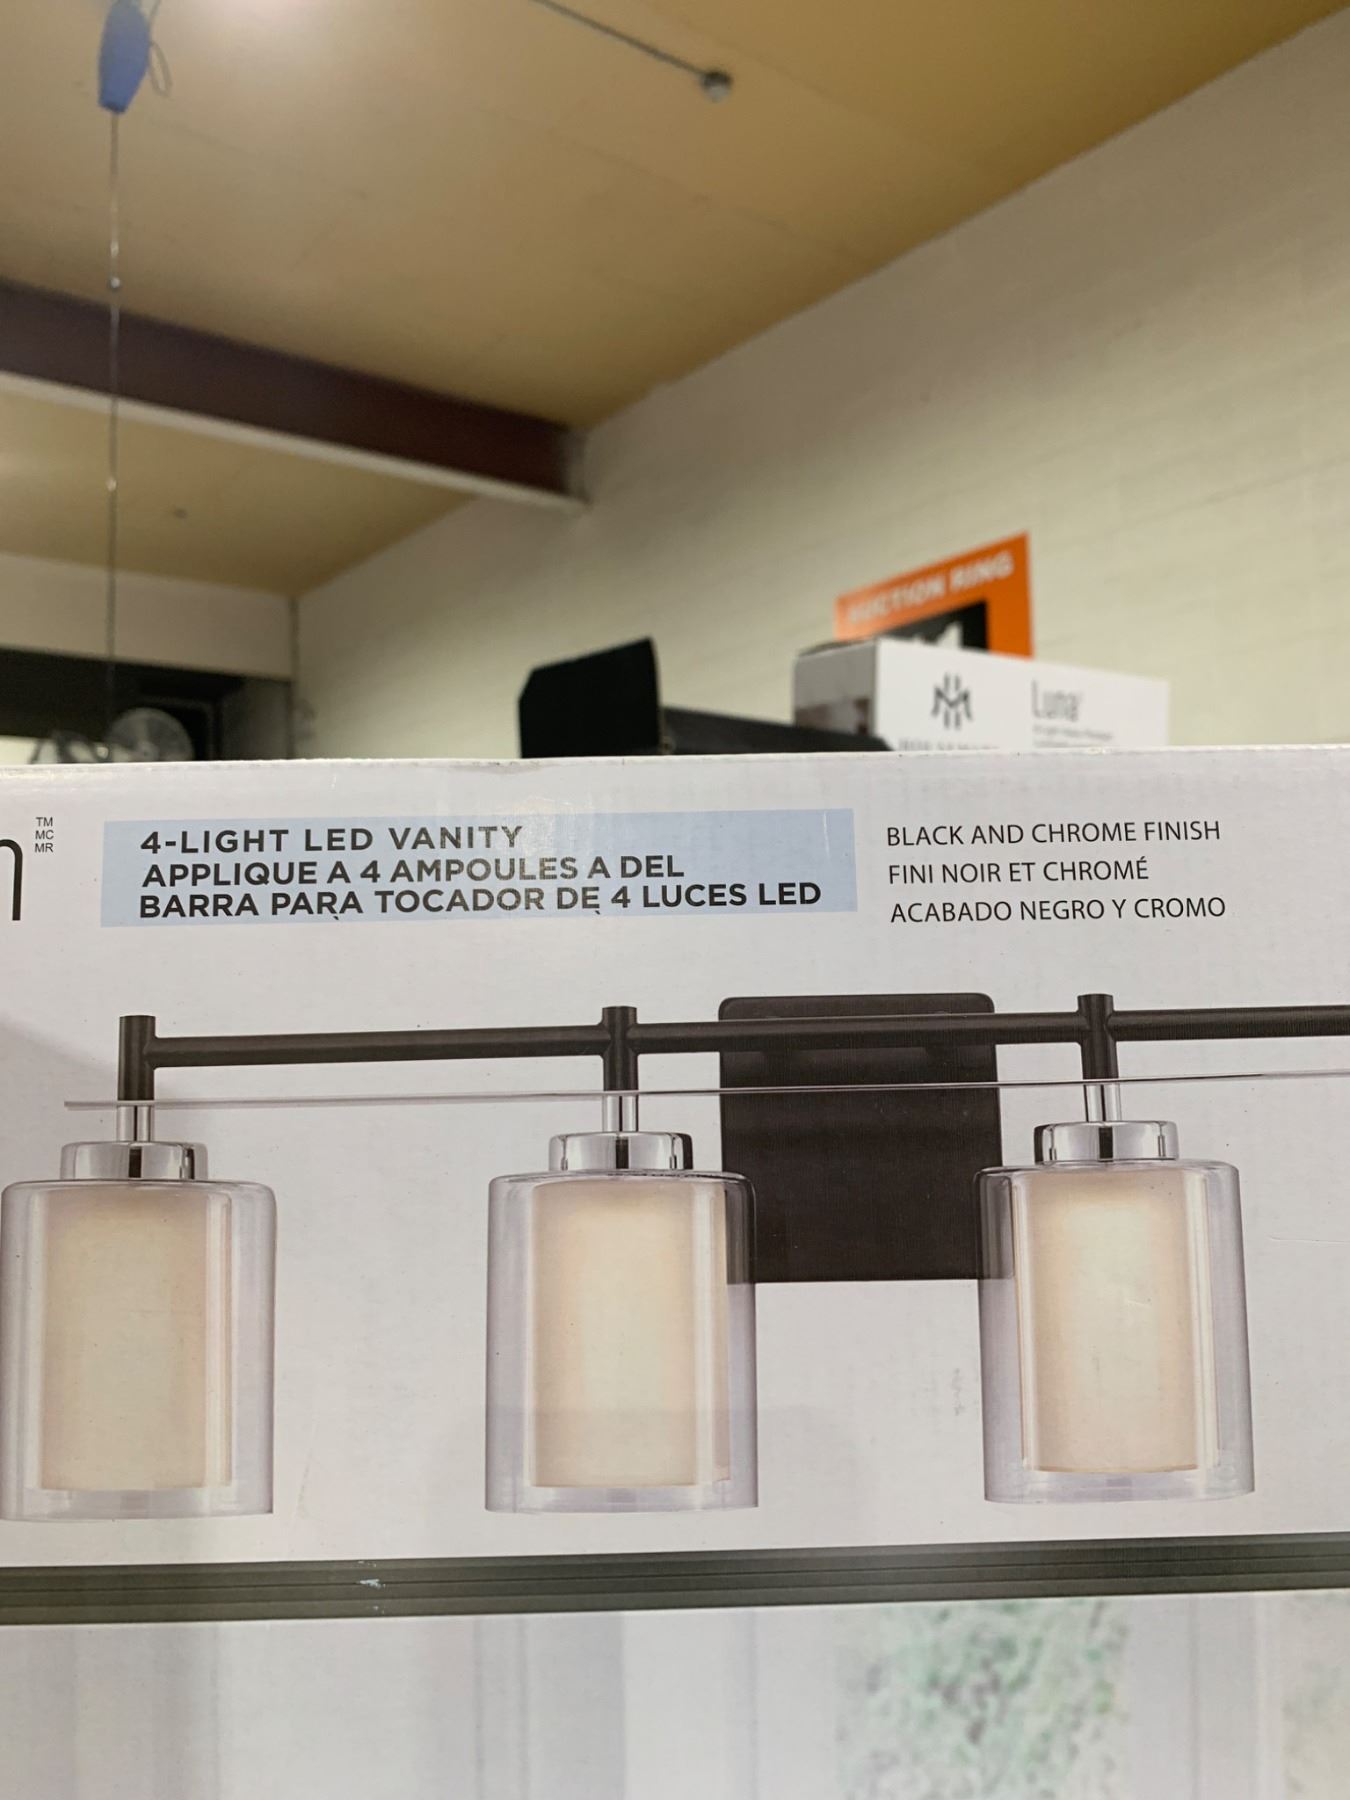 AUCTION RING
Luna
TM
MC
MR
4-LIGHT LED VANITY
APPLIQUE A 4 AMPOULES A DEL
BARRA PARA TOCADOR DE 4 LUCES LED
BLACK AND CHROME FINISH
FINI NOIR ET CHROMÉ
ACABADO NEGRO Y CROMO